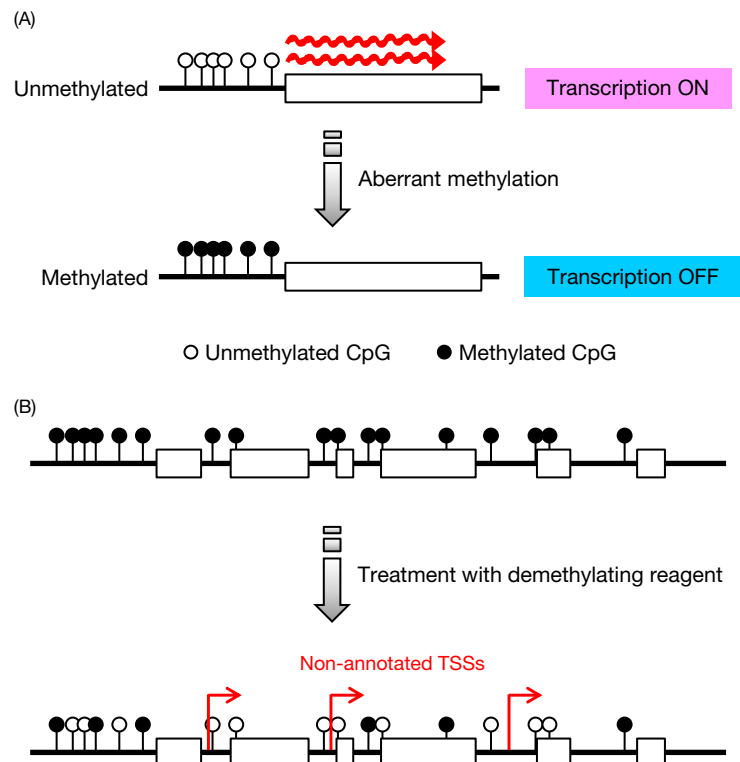 (A)
Unmethylated
Transcription ON
Aberrant methylation
Methylated
Transcription OFF
Unmethylated CpG
Methylated CpG
(B)
Treatment with demethylating reagent
Non-annotated TSSs